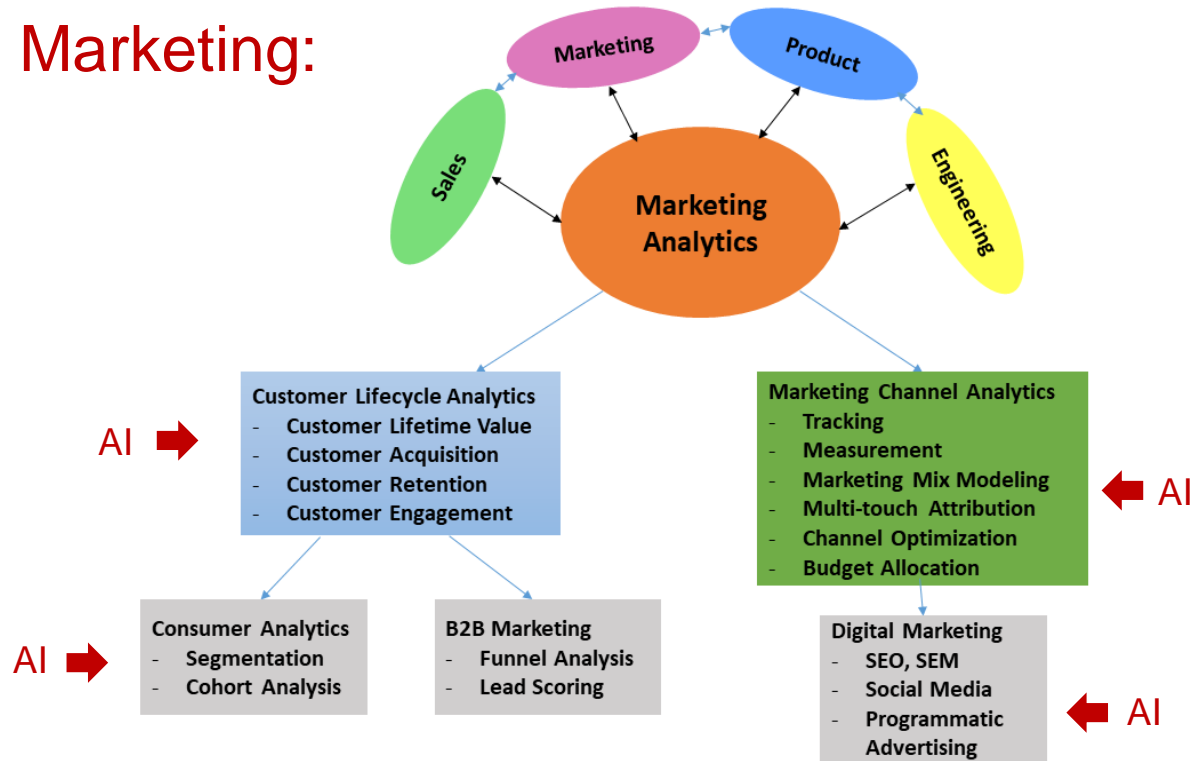 Marketing:
Marketing
Product
Sales
Engineering
Marketing
Analytics
Customer Lifecycle Analytics
- Customer Lifetime Value
- Customer Acquisition
- Customer Retention
- Customer Engagement
AI
Marketing Channel Analytics
- Tracking
- Measurement
- Marketing Mix Modeling
- Multi-touch Attribution
- Channel Optimization
- Budget Allocation
AI
Consumer Analytics
- Segmentation
- Cohort Analysis
AI
B2B Marketing
- Funnel Analysis
- Lead Scoring
Digital Marketing
- SEO, SEM
- Social Media
- Programmatic
Advertising
AI